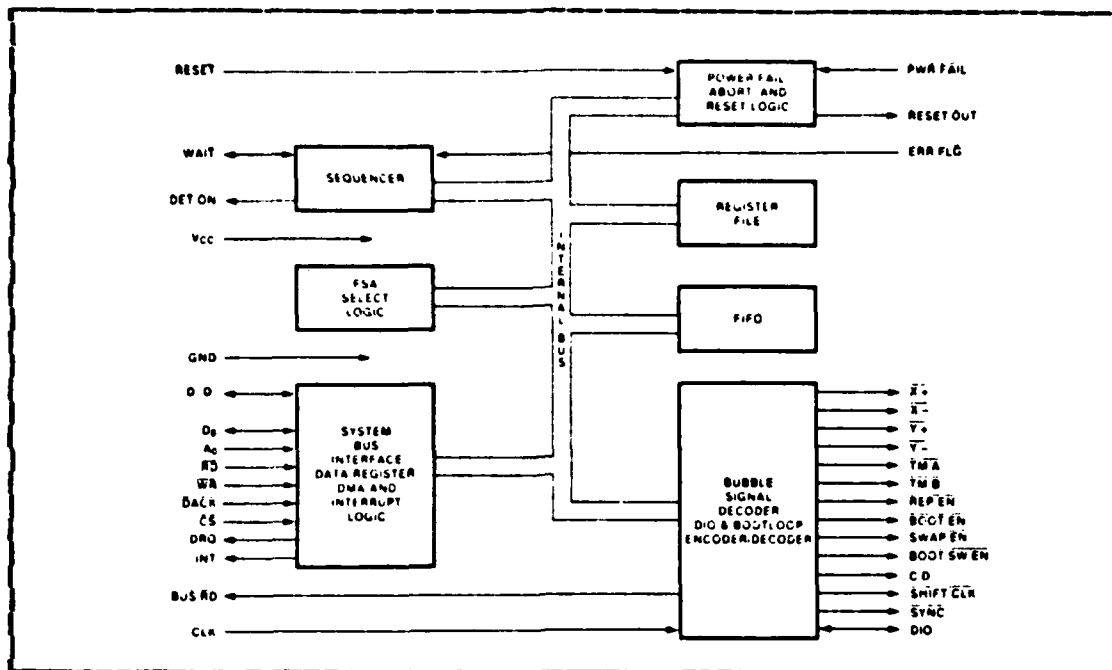 RESET
POWER FAIL
ABORT AND
RESET LOGIC
PWR FAIL
RESET OUT
WAIT
SEQUENCER
ERR FLG
DET ON
REGISTER
FILE
VCC
INTERNAL BUS
FSA
SELECT
LOGIC
FIFO
GND
D D
D8
A0
RD
WR
DACK
CS
DRQ
INT
SYSTEM
BUS
INTERFACE
DATA REGISTER
DMA AND
INTERRUPT
LOGIC
BUBBLE
SIGNAL
DECODER
DIO & BOOTLOOP
ENCODER/DECODER
X+
X-
Y+
Y-
TM A
TM B
REP EN
BOOT EN
SWAP EN
BOOT SW EN
C D
SHIFT CLK
SYNC
DIO
BUS RD
CLK